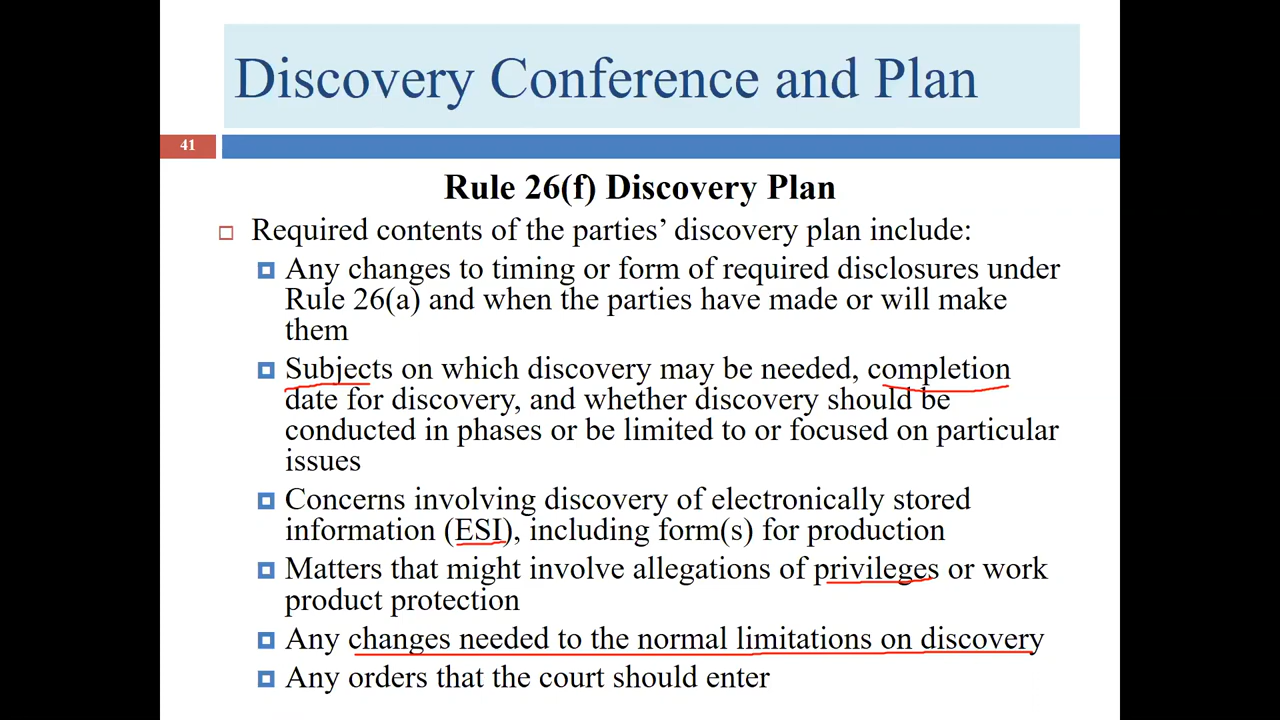 Discovery Conference and Plan
41
Rule 26(f) Discovery Plan
Required contents of the parties’ discovery plan include:
Any changes to timing or form of required disclosures under
Rule 26(a) and when the parties have made or will make
them
Subjects on which discovery may be needed, completion
date for discovery, and whether discovery should be
conducted in phases or be limited to or focused on particular
issues
Concerns involving discovery of electronically stored
information (ESI), including form(s) for production
Matters that might involve allegations of privileges or work
product protection
Any changes needed to the normal limitations on discovery
Any orders that the court should enter